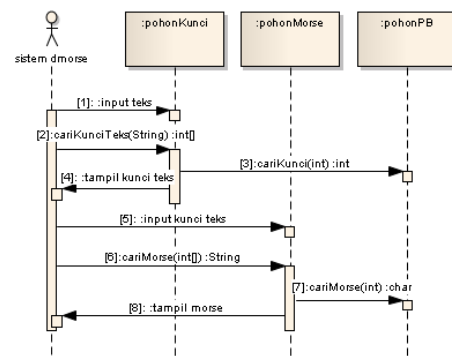 :pohonKunci
:pohonMorse
:pohonPB
sistem dmorse
[1]: :input teks
[2]:cariKunciTeks(String) :int[]
[3]:cariKunci(int) :int
[4]: :tampil kunci teks
[5]: :input kunci teks
[6]:cariMorse(int[]) :String
[7]:cariMorse(int) :char
[8]: :tampil morse